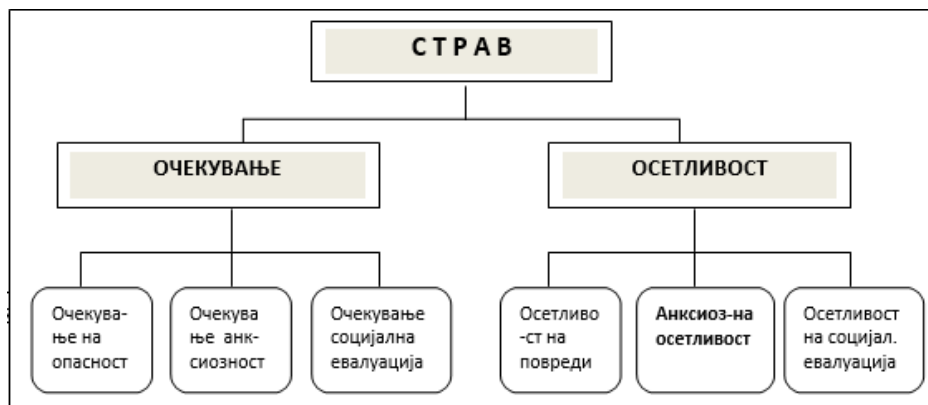 С Т Р А В
ОЧЕКУВАЊЕ
ОСЕТЛИВОСТ
Очекува-
ње на
опасност
Очекува
ње анк-
сиозност
Очекување
социјална
евалуација
Осетливо
-ст на
повреди
Анксиоз-на
осетливост
Осетливост
на социјал.
евалуација